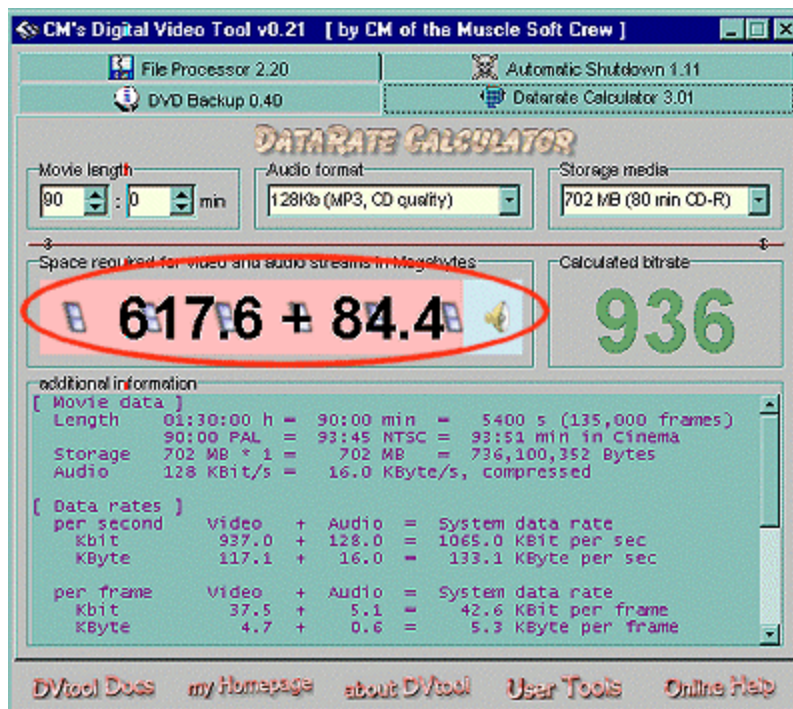 CM's Digital Video Tool v0.21 [ by CM of the Muscle Soft Crew ]
File Processor 2.20
Automatic Shutdown 1.11
DVD Backup 0.40
Datarate Calculator 3.01
DATARATE CALCULATOR
Movie length
Audio format
Storage media
90 : 0 min
128Kb (MP3, CD quality)
702 MB (80 min CD-R)
Space required for video and audio streams in Megabytes
Calculated bitrate
617.6 + 84.4
936
additional information
[ Movie data ]
Length 01:30:00 h = 90:00 min = 5400 s (135,000 frames)
90:00 PAL = 93:45 NTSC = 93:51 min in Cinema
Storage 702 MB * 1 = 702 MB = 736,100,352 Bytes
Audio 128 KBit/s = 16.0 KByte/s, compressed
[ Data rates ]
per second Video + Audio = System data rate
Kbit 937.0 + 128.0 = 1065.0 KBit per sec
KByte 117.1 + 16.0 = 133.1 KByte per sec
per frame Video + Audio = System data rate
Kbit 37.5 + 5.1 = 42.6 KBit per frame
KByte 4.7 + 0.6 = 5.3 KByte per frame
DVtool Docs my Homepage about DVtool User Tools Online Help